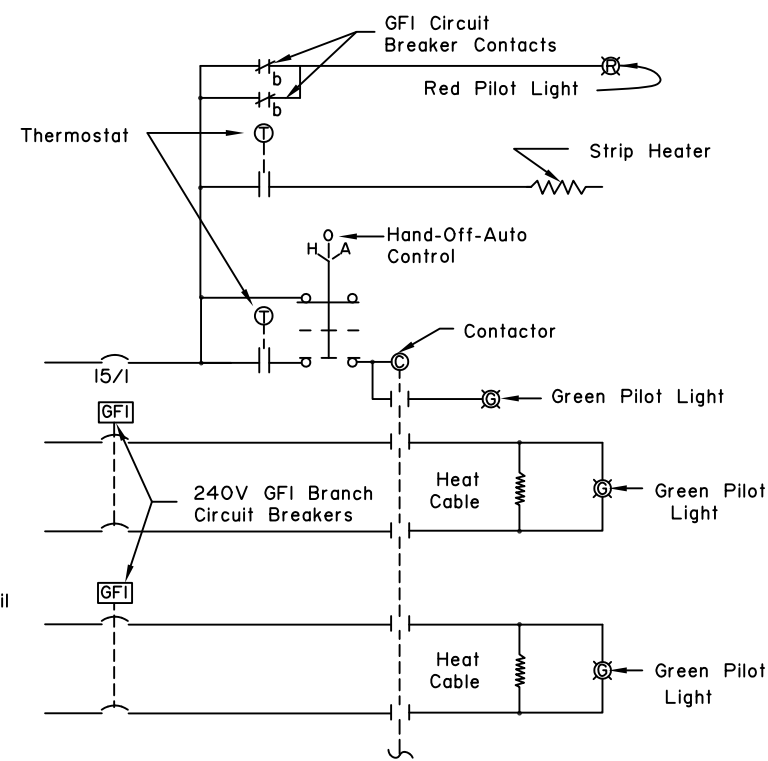 GFI Circuit
Breaker Contacts
b
R
b
Red Pilot Light
Thermostat
T
Strip Heater
O
H A
Hand-Off-Auto
Control
T
Contactor
C
15/1
G
Green Pilot Light
GFI
240V GFI Branch
Circuit Breakers
Heat
Cable
G
Green Pilot
Light
GFI
il
Heat
Cable
G
Green Pilot
Light